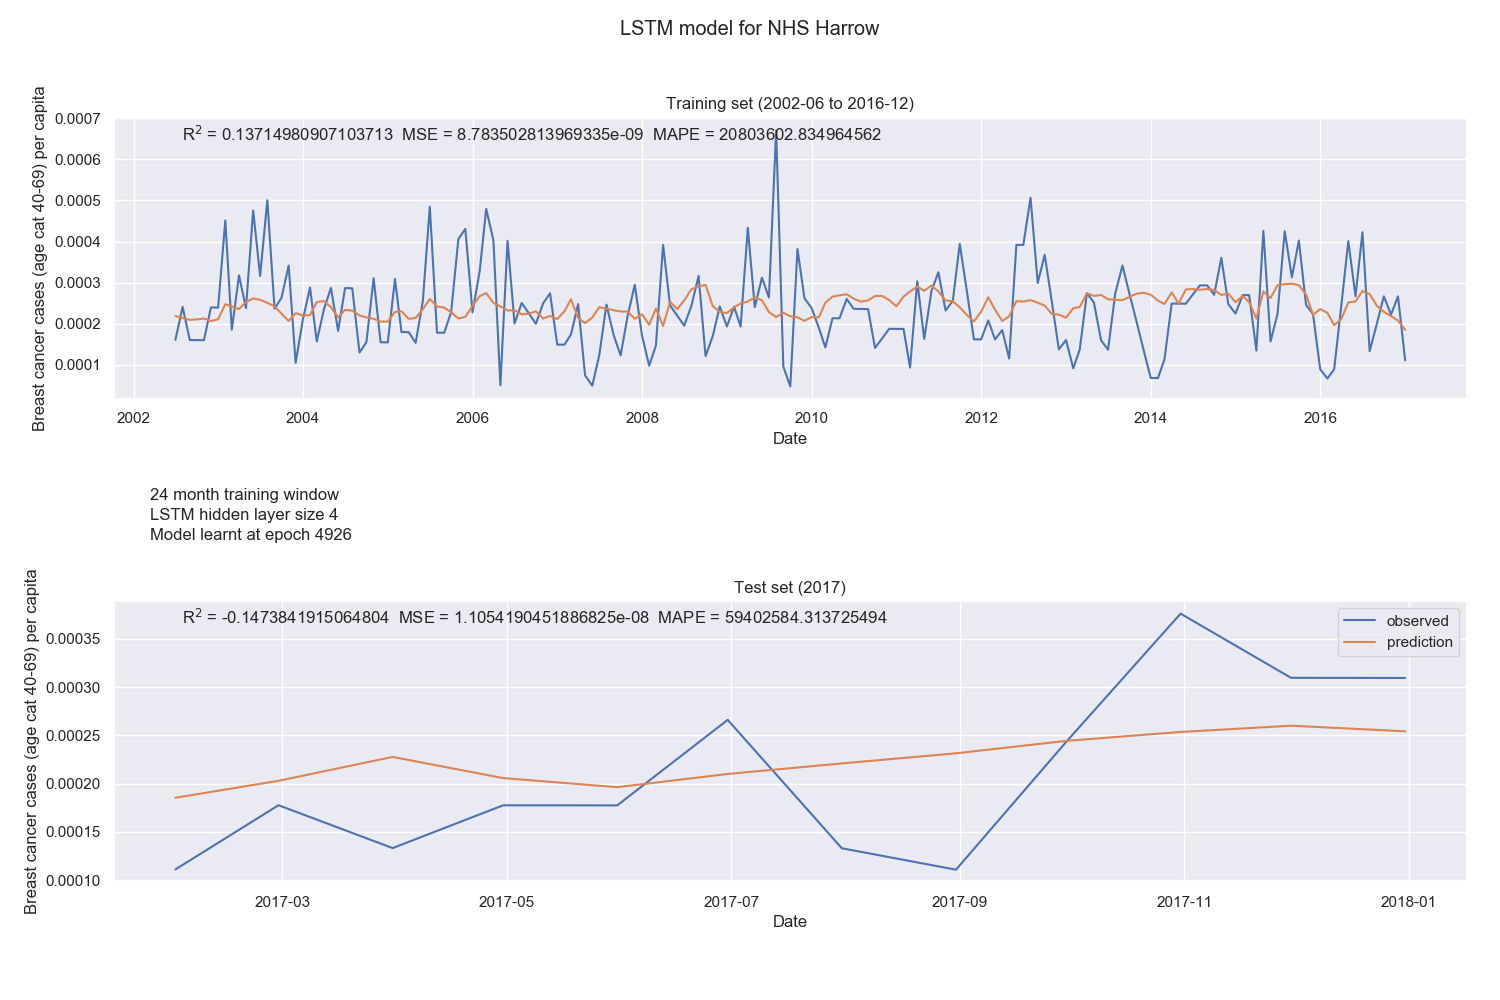 LSTM model for NHS Harrow
Training set (2002-06 to 2016-12)
R² = 0.13714980907103713 MSE = 8.783502813969335e-09 MAPE = 20803602.834964562
Breast cancer cases (age cat 40-69) per capita
0.0007
0.0006
0.0005
0.0004
0.0003
0.0002
0.0001
2002 2004 2006 2008 2010 2012 2014 2016
Date
24 month training window
LSTM hidden layer size 4
Model learnt at epoch 4926
Test set (2017)
R² = -0.1473841915064804 MSE = 1.1054190451886825e-08 MAPE = 59402584.313725494
observed
prediction
Breast cancer cases (age cat 40-69) per capita
0.00035
0.00030
0.00025
0.00020
0.00015
0.00010
2017-03 2017-05 2017-07 2017-09 2017-11 2018-01
Date